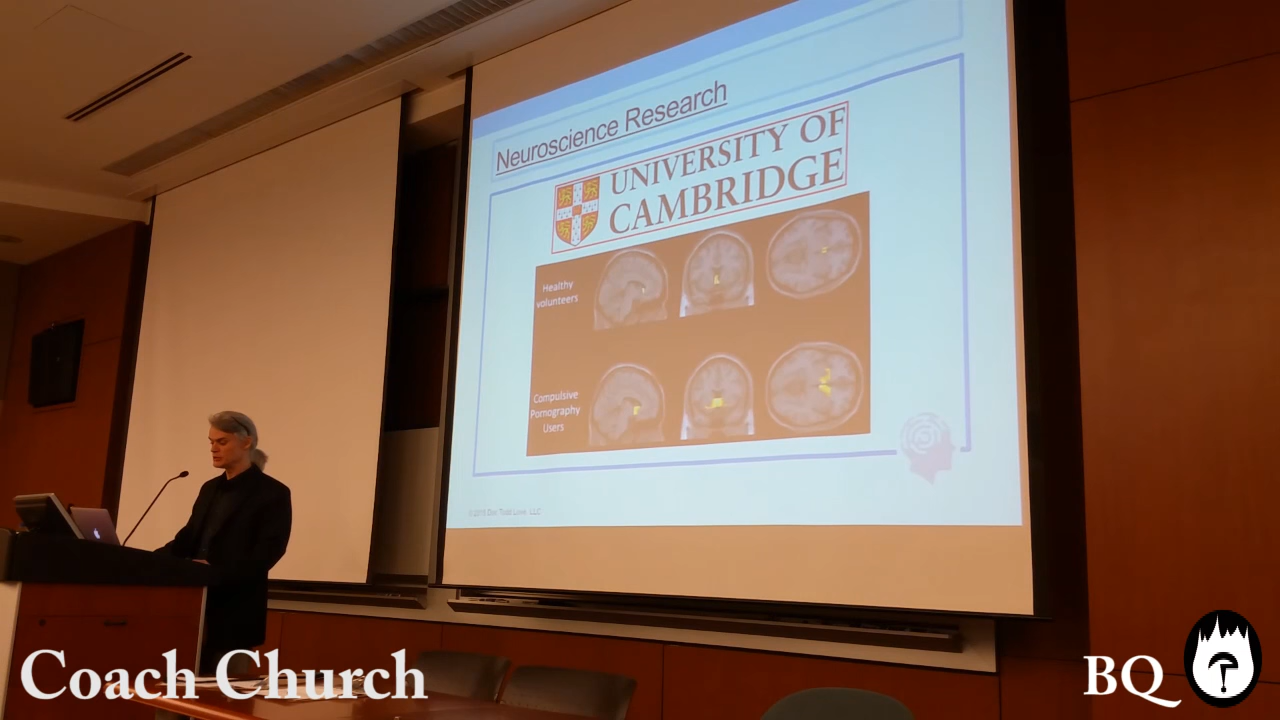 Neuroscience Research
UNIVERSITY OF
CAMBRIDGE
Healthy
volunteers
Compulsive
Pornography
Users
Coach Church
BQ